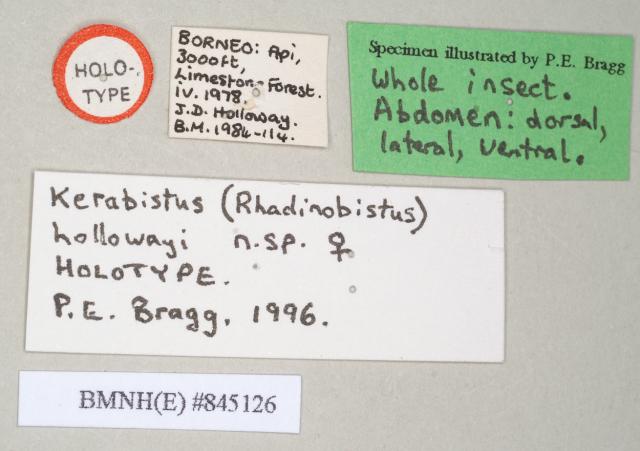 HOLO-
TYPE
BORNEO: Api,
3000ft,
Limeston- Forest.
iv. 1978
J.D. Holloway.
B.M. 1984-114.
Specimen illustrated by P.E. Bragg
Whole insect.
Abdomen: dorsal,
lateral, ventral.
Kerabistus (Rhadinobistus)
hollowayi n.sp. ♀
HOLOTYPE.
P.E. Bragg, 1996.
BMNH(E) #845126